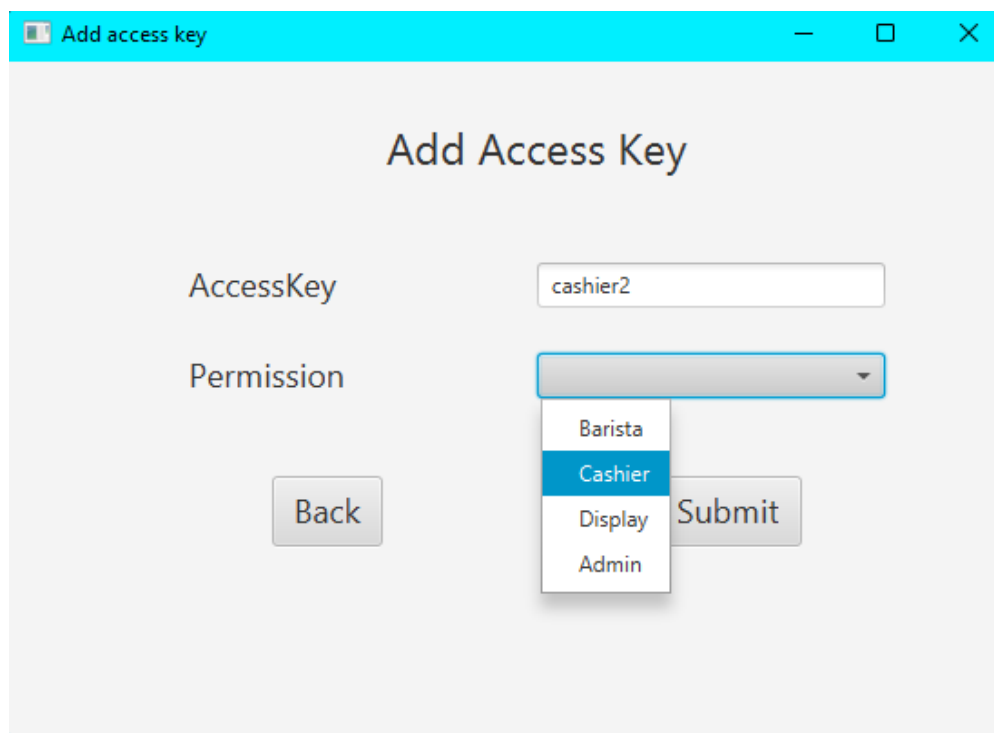 Add access key
Add Access Key
AccessKey cashier2
Permission
Barista
Cashier
Display
Admin
Back Submit